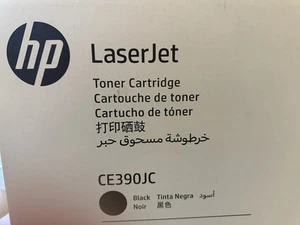 hp
LaserJet
Toner Cartridge
Cartouche de toner
Cartucho de tóner
打印硒鼓
خرطوشة مسحوق حبر
CE390JC
Black Tinta Negra أسود
Noir 黑色